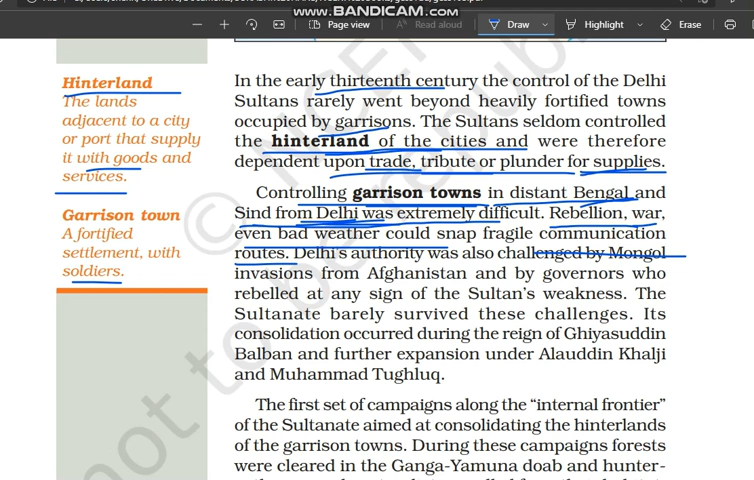 www.BANDICAM.com
Page view
Read aloud
Draw
Highlight
Erase
Hinterland
The lands
adjacent to a city
or port that supply
it with goods and
services.
Garrison town
A fortified
settlement, with
soldiers.
In the early thirteenth century the control of the Delhi
Sultans rarely went beyond heavily fortified towns
occupied by garrisons. The Sultans seldom controlled
the hinterland of the cities and were therefore
dependent upon trade, tribute or plunder for supplies.
Controlling garrison towns in distant Bengal and
Sind from Delhi was extremely difficult. Rebellion, war,
even bad weather could snap fragile communication
routes. Delhi's authority was also challenged by Mongol
invasions from Afghanistan and by governors who
rebelled at any sign of the Sultan's weakness. The
Sultanate barely survived these challenges. Its
consolidation occurred during the reign of Ghiyasuddin
Balban and further expansion under Alauddin Khalji
and Muhammad Tughluq.
The first set of campaigns along the “internal frontier”
of the Sultanate aimed at consolidating the hinterlands
of the garrison towns. During these campaigns forests
were cleared in the Ganga-Yamuna doab and hunter-
not to be republ
© NCER